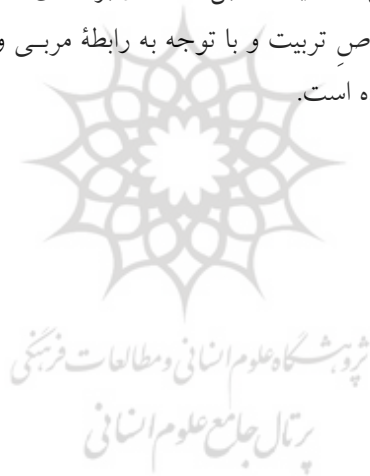 صِ تربیت و با توجه به رابطهٔ مربی و
ه است.
پژوهشگاه علوم انسانی و مطالعات فرهنگی
پرتال جامع علوم انسانی